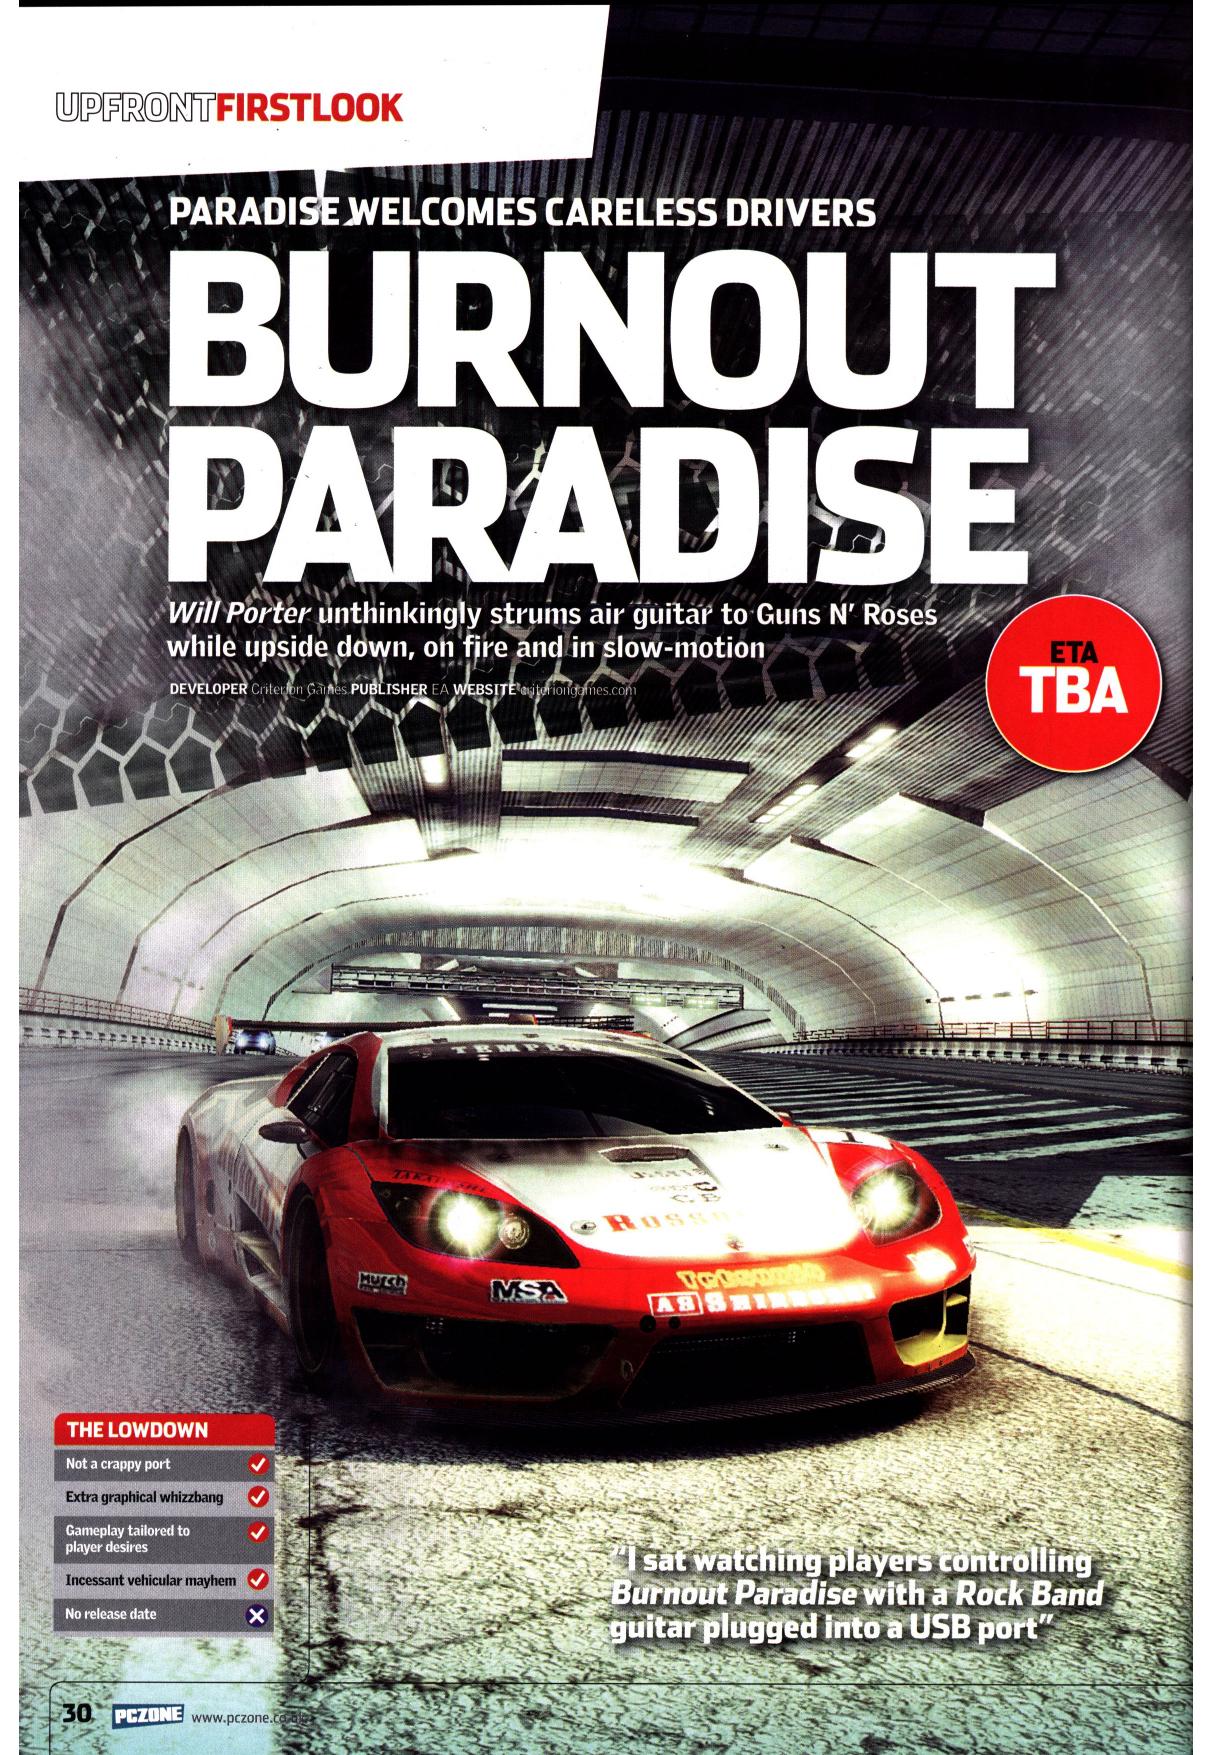 UPFRONTFIRSTLOOK
PARADISE WELCOMES CARELESS DRIVERS
BURNOUT
PARADISE
Will Porter unthinkingly strums air guitar to Guns N' Roses
while upside down, on fire and in slow-motion
DEVELOPER Criterion Games PUBLISHER EA WEBSITE criteriongames.com
ETA
TBA
1
MSA
THE LOWDOWN
Not a crappy port
Extra graphical whizzbang
Gameplay tailored to
player desires
Incessant vehicular mayhem
No release date
"I sat watching players controlling
Burnout Paradise with a Rock Band
guitar plugged into a USB port"
30 PCZONE www.pczone.co.uk